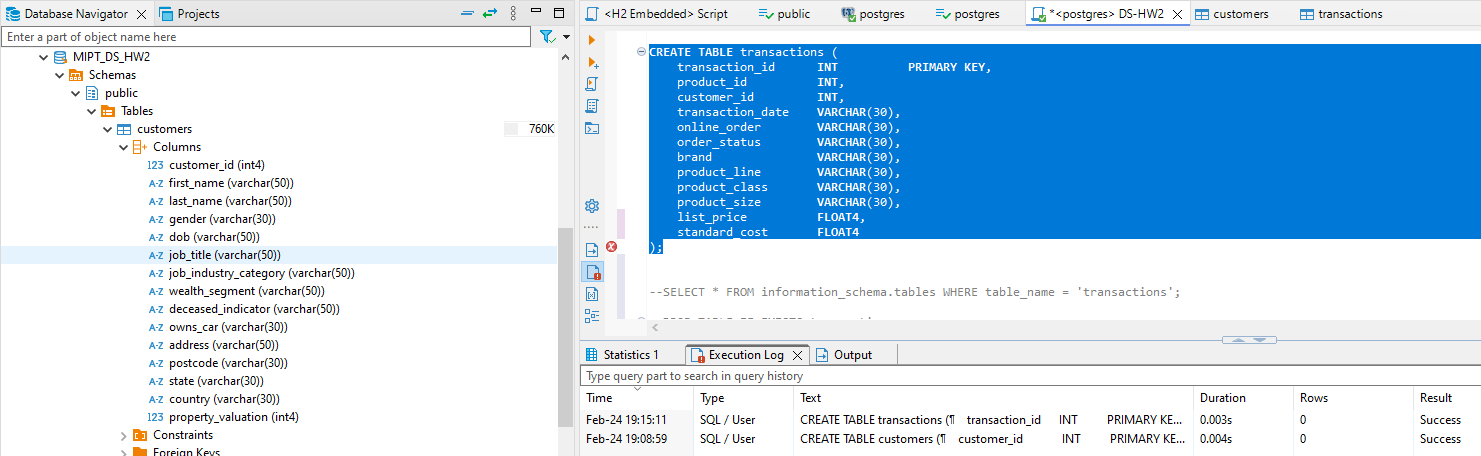 Database Navigator
Projects
Enter a part of object name here
MIPT_DS_HW2
Schemas
public
Tables
customers 760K
Columns
123 customer_id (int4)
A-Z first_name (varchar(50))
A-Z last_name (varchar(50))
A-Z gender (varchar(30))
A-Z dob (varchar(50))
A-Z job_title (varchar(50))
A-Z job_industry_category (varchar(50))
A-Z wealth_segment (varchar(50))
A-Z deceased_indicator (varchar(50))
A-Z owns_car (varchar(30))
A-Z address (varchar(50))
A-Z postcode (varchar(30))
A-Z state (varchar(30))
A-Z country (varchar(30))
123 property_valuation (int4)
Constraints
Foreign Keys
<H2 Embedded> Script public postgres postgres *<postgres> DS-HW2 customers transactions
CREATE TABLE transactions (
transaction_id INT PRIMARY KEY,
product_id INT,
customer_id INT,
transaction_date VARCHAR(30),
online_order VARCHAR(30),
order_status VARCHAR(30),
brand VARCHAR(30),
product_line VARCHAR(30),
product_class VARCHAR(30),
product_size VARCHAR(30),
list_price FLOAT4,
standard_cost FLOAT4
);
--SELECT * FROM information_schema.tables WHERE table_name = 'transactions';
Statistics 1 Execution Log Output
Type query part to search in query history
Time Type Text Duration Rows Result
Feb-24 19:15:11 SQL / User CREATE TABLE transactions (¶ transaction_id INT PRIMARY KE... 0.003s 0 Success
Feb-24 19:08:59 SQL / User CREATE TABLE customers (¶ customer_id INT PRIMARY KE... 0.004s 0 Success